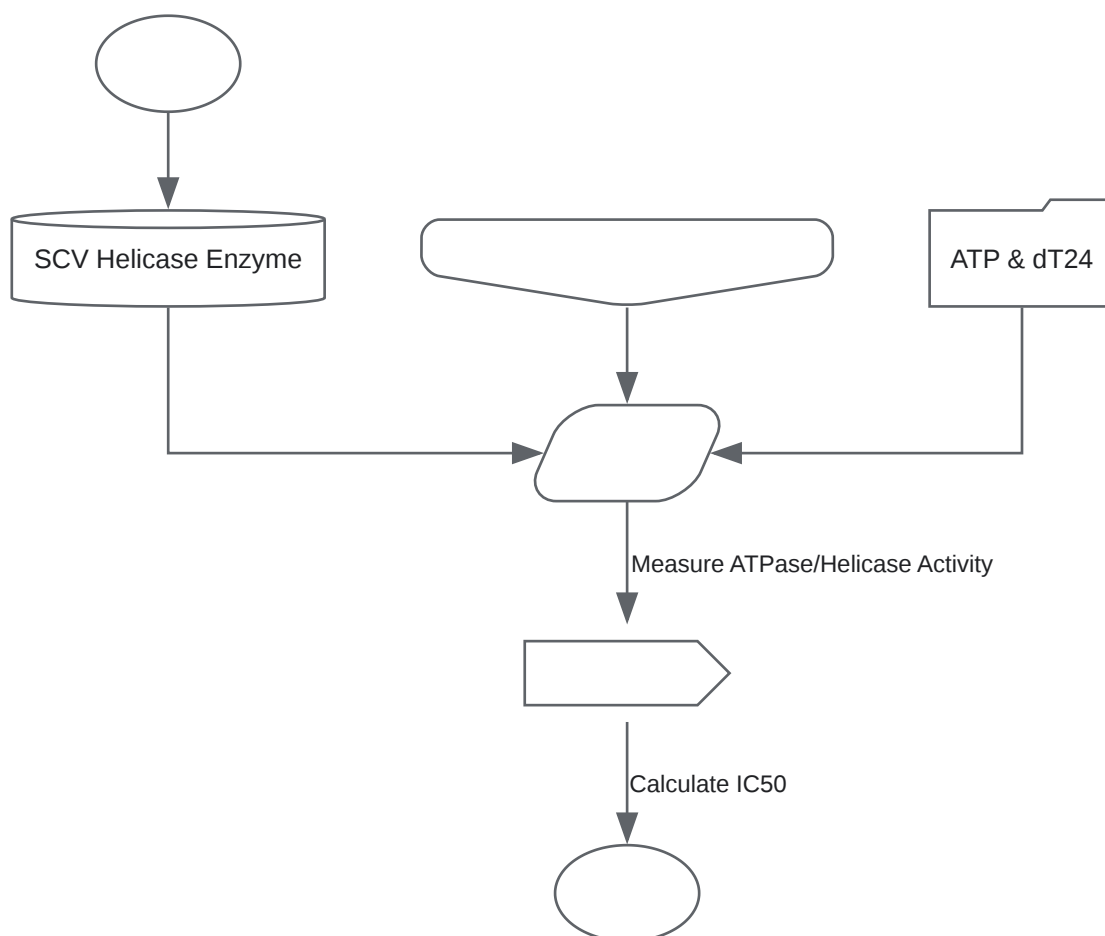 SCV Helicase Enzyme
ATP & dT24
Measure ATPase/Helicase Activity
Calculate IC50